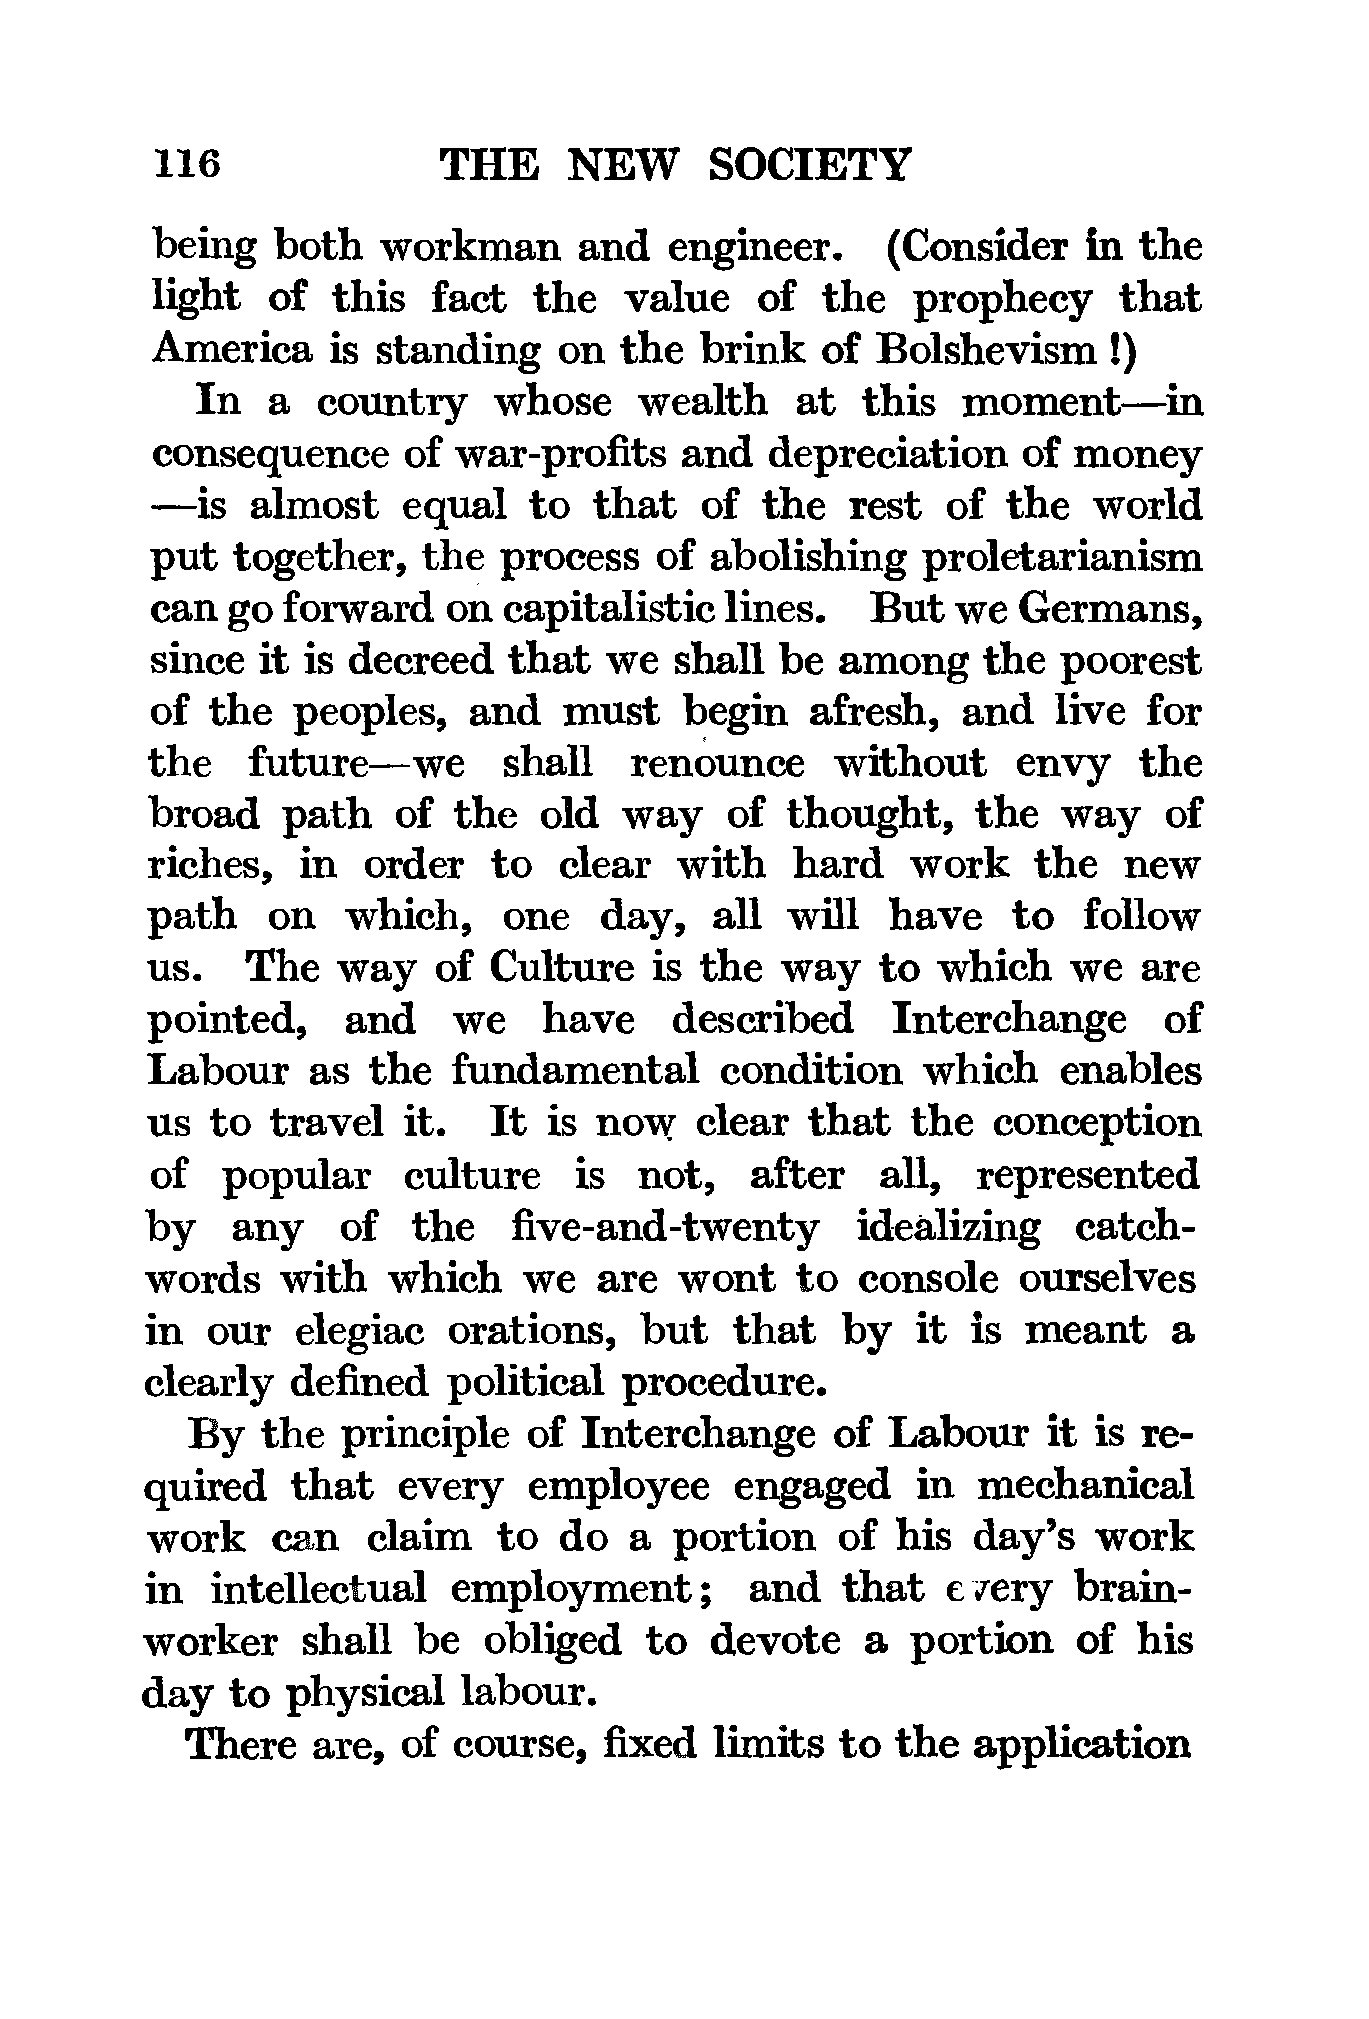 116 THE NEW SOCIETY
being both workman and engineer. (Consider in the
light of this fact the value of the prophecy that
America is standing on the brink of Bolshevism !)
In a country whose wealth at this moment—in
consequence of war-profits and depreciation of money
—is almost equal to that of the rest of the world
put together, the process of abolishing proletarianism
can go forward on capitalistic lines. But we Germans,
since it is decreed that we shall be among the poorest
of the peoples, and must begin afresh, and live for
the future—we shall renounce without envy the
broad path of the old way of thought, the way of
riches, in order to clear with hard work the new
path on which, one day, all will have to follow
us. The way of Culture is the way to which we are
pointed, and we have described Interchange of
Labour as the fundamental condition which enables
us to travel it. It is now clear that the conception
of popular culture is not, after all, represented
by any of the five-and-twenty idealizing catch-
words with which we are wont to console ourselves
in our elegiac orations, but that by it is meant a
clearly defined political procedure.
By the principle of Interchange of Labour it is re-
quired that every employee engaged in mechanical
work can claim to do a portion of his day's work
in intellectual employment; and that every brain-
worker shall be obliged to devote a portion of his
day to physical labour.
There are, of course, fixed limits to the application